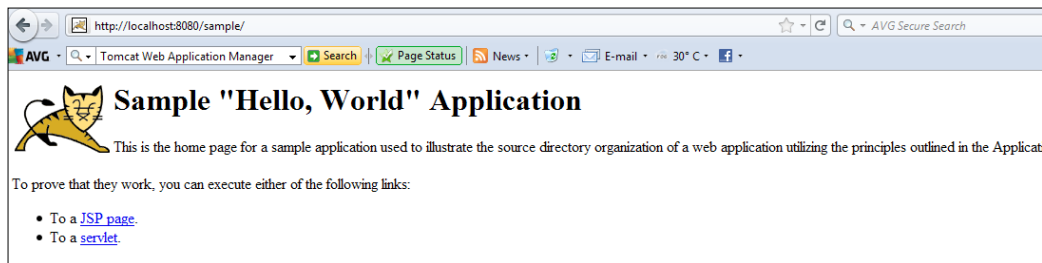 http://localhost:8080/sample/
AVG Secure Search
AVG Tomcat Web Application Manager Search Page Status News E-mail 30° C
Sample "Hello, World" Application
This is the home page for a sample application used to illustrate the source directory organization of a web application utilizing the principles outlined in the Applicat
To prove that they work, you can execute either of the following links:
• To a JSP page.
• To a servlet.